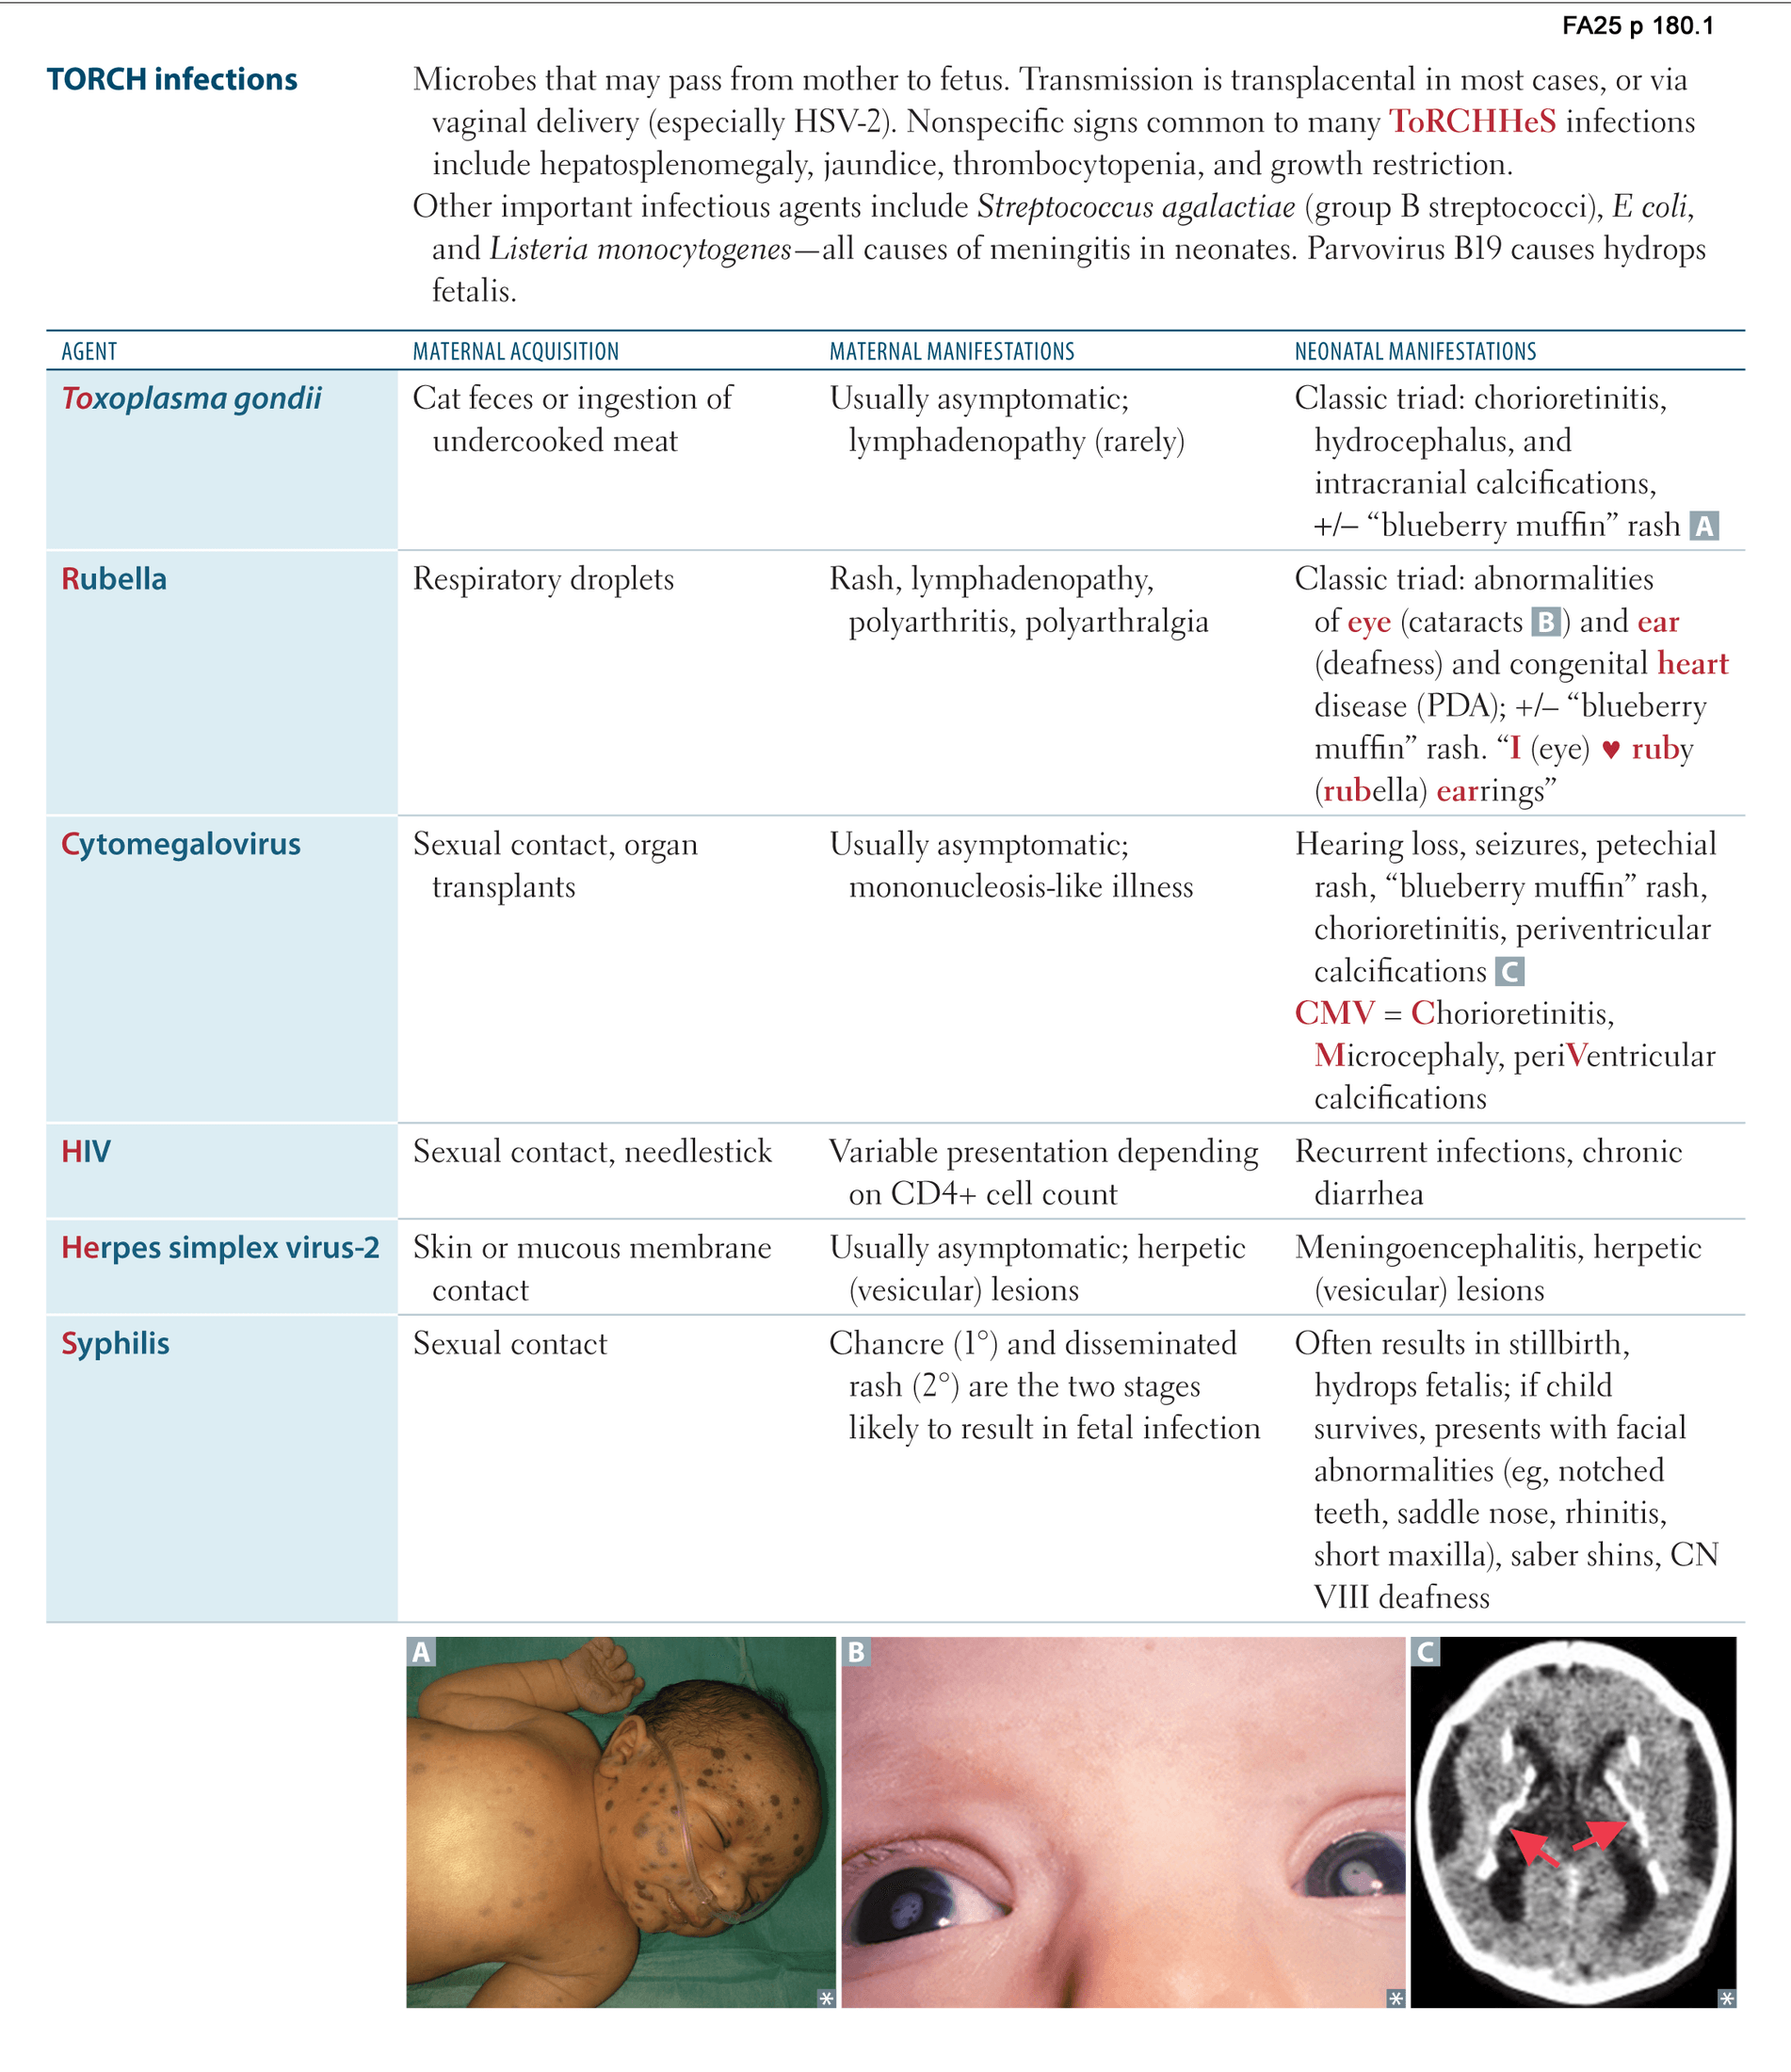 FA25 p 180.1
TORCH infections
Microbes that may pass from mother to fetus. Transmission is transplacental in most cases, or via
vaginal delivery (especially HSV-2). Nonspecific signs common to many ToRCHHeS infections
include hepatosplenomegaly, jaundice, thrombocytopenia, and growth restriction.
Other important infectious agents include Streptococcus agalactiae (group B streptococci), E coli,
and Listeria monocytogenes—all causes of meningitis in neonates. Parvovirus B19 causes hydrops
fetalis.
AGENT MATERNAL ACQUISITION MATERNAL MANIFESTATIONS NEONATAL MANIFESTATIONS
Toxoplasma gondii
Cat feces or ingestion of
undercooked meat
Usually asymptomatic;
lymphadenopathy (rarely)
Classic triad: chorioretinitis,
hydrocephalus, and
intracranial calcifications,
+/– “blueberry muffin” rash A
Rubella
Respiratory droplets
Rash, lymphadenopathy,
polyarthritis, polyarthralgia
Classic triad: abnormalities
of eye (cataracts B) and ear
(deafness) and congenital heart
disease (PDA); +/– “blueberry
muffin” rash. “I (eye) ♥ ruby
(rubella) earrings”
Cytomegalovirus
Sexual contact, organ
transplants
Usually asymptomatic;
mononucleosis-like illness
Hearing loss, seizures, petechial
rash, “blueberry muffin” rash,
chorioretinitis, periventricular
calcifications C
CMV = Chorioretinitis,
Microcephaly, periVentricular
calcifications
HIV
Sexual contact, needlestick
Variable presentation depending
on CD4+ cell count
Recurrent infections, chronic
diarrhea
Herpes simplex virus-2
Skin or mucous membrane
contact
Usually asymptomatic; herpetic
(vesicular) lesions
Meningoencephalitis, herpetic
(vesicular) lesions
Syphilis
Sexual contact
Chancre (1°) and disseminated
rash (2°) are the two stages
likely to result in fetal infection
Often results in stillbirth,
hydrops fetalis; if child
survives, presents with facial
abnormalities (eg, notched
teeth, saddle nose, rhinitis,
short maxilla), saber shins, CN
VIII deafness
A
B
C
*
*
*